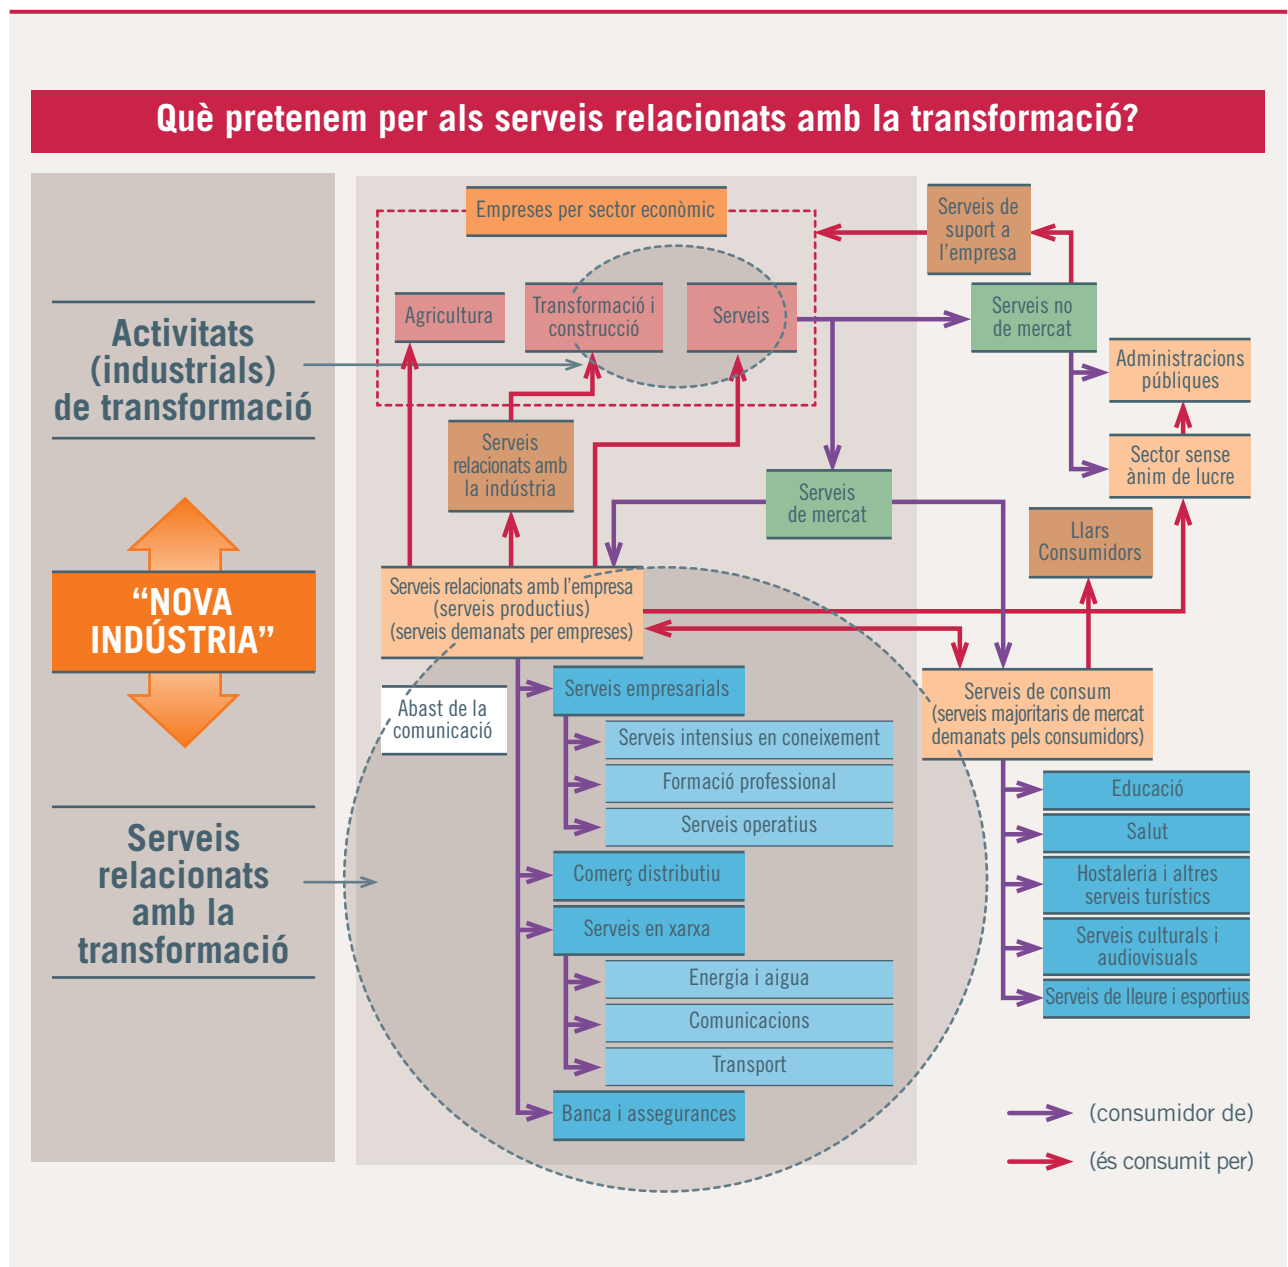 Què pretenem per als serveis relacionats amb la transformació?
Activitats
(industrials)
de transformació
“NOVA
INDÚSTRIA”
Serveis
relacionats
amb la
transformació
Empreses per sector econòmic
Agricultura
Transformació i
construcció
Serveis
Serveis de
suport a
l’empresa
Serveis no
de mercat
Administracions
públiques
Sector sense
ànim de lucre
Serveis
relacionats amb
la indústria
Serveis
de mercat
Llars
Consumidors
Serveis relacionats amb l’empresa
(serveis productius)
(serveis demanats per empreses)
Abast de la
comunicació
Serveis empresarials
Serveis intensius en coneixement
Formació professional
Serveis operatius
Comerç distributiu
Serveis en xarxa
Energia i aigua
Comunicacions
Transport
Banca i assegurances
Serveis de consum
(serveis majoritaris de mercat
demanats pels consumidors)
Educació
Salut
Hostaleria i altres
serveis turístics
Serveis culturals i
audiovisuals
Serveis de lleure i esportius
(consumidor de)
(és consumit per)